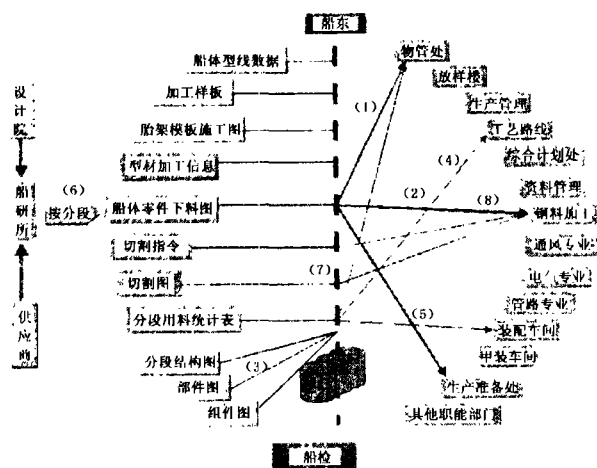 船东
船体型线数据
加工样板
胎架模板施工图
型材加工信息
船体零件下料图
切割指令
切割图
分段用料统计表
分段结构图
部件图
组件图
船检
设计院
船研所
供应商
(6)
按分段
(1)
(2)
(3)
(4)
(5)
(7)
(8)
物管处
放样楼
生产管理
工艺路线
综合计划处
资料管理
钢料加工
通风专业
电气专业
管路专业
装配车间
甲装车间
生产准备处
其他职能部门